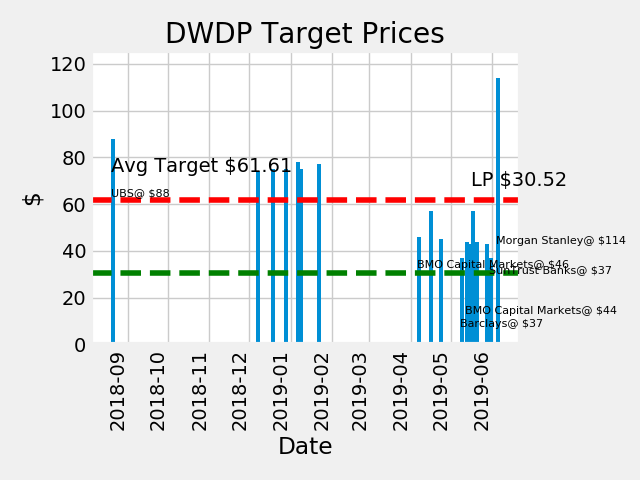 DWDP Target Prices
120
100
80
60
40
20
0
$
Avg Target $61.61
LP $30.52
UBS@ $88
Morgan Stanley@ $114
BMO Capital Markets@ $46
SunTrust Banks@ $37
BMO Capital Markets@ $44
Barclays@ $37
2018-09
2018-10
2018-11
2018-12
2019-01
2019-02
2019-03
2019-04
2019-05
2019-06
Date